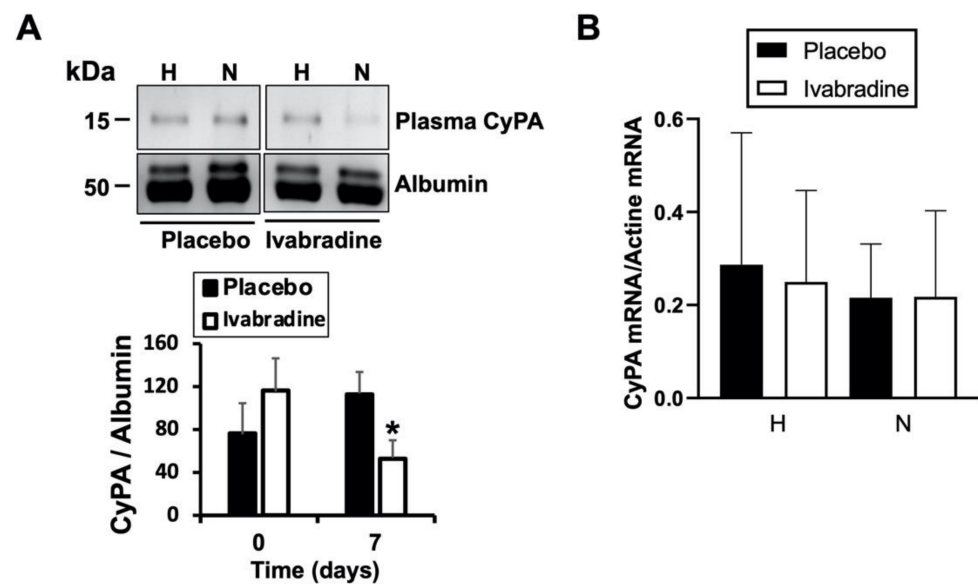 A
kDa
H N H N
15
Plasma CyPA
50
Albumin
Placebo Ivabradine
Placebo
Ivabradine
CyPA / Albumin
160
120
80
40
0
*
0 7
Time (days)
B
Placebo
Ivabradine
CyPA mRNA/Actine mRNA
0.6
0.4
0.2
0.0
H N